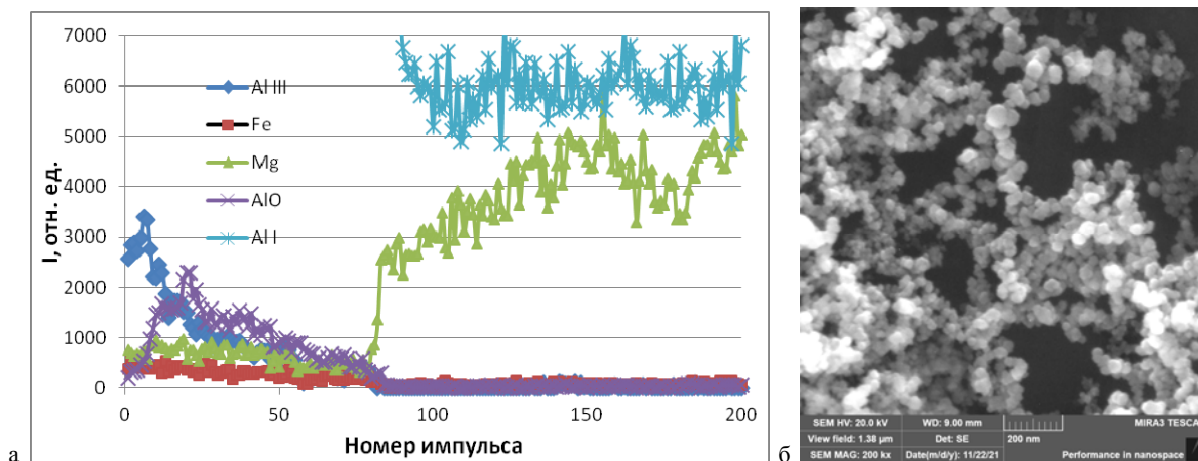 I, отн. ед.
7000
6000
5000
4000
3000
2000
1000
0
Al III
Fe
Mg
AlO
Al I
0
50
100
150
200
Номер импульса
а
SEM HV: 20.0 kV
WD: 9.00 mm
MIRA3 TESCA
View field: 1.38 µm
Det: SE
200 nm
SEM MAG: 200 kx
Date(m/d/y): 11/22/21
Performance in nanospace
б